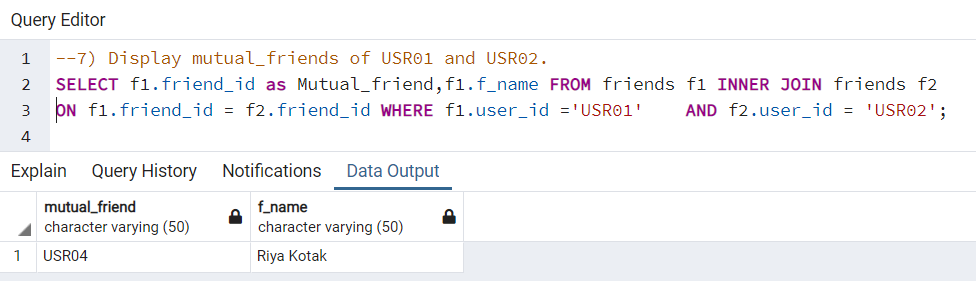 Query Editor
1 --7) Display mutual_friends of USR01 and USR02.
2 SELECT f1.friend_id as Mutual_friend,f1.f_name FROM friends f1 INNER JOIN friends f2
3 ON f1.friend_id = f2.friend_id WHERE f1.user_id ='USR01'    AND f2.user_id = 'USR02';
4
Explain Query History Notifications Data Output
mutual_friend f_name
character varying (50) character varying (50)
1 USR04 Riya Kotak